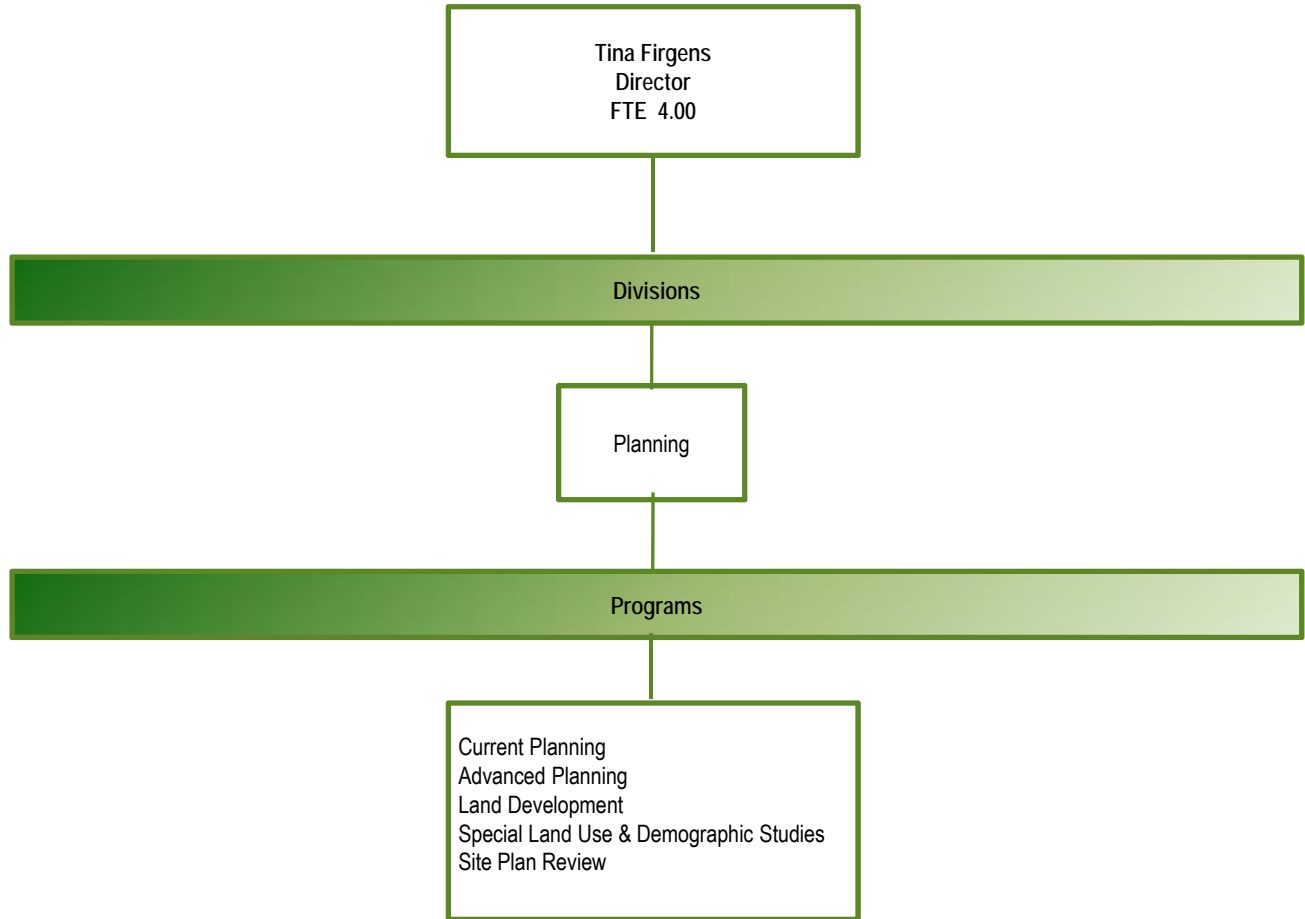 Tina Firgens
Director
FTE 4.00
Divisions
Planning
Programs
Current Planning
Advanced Planning
Land Development
Special Land Use & Demographic Studies
Site Plan Review